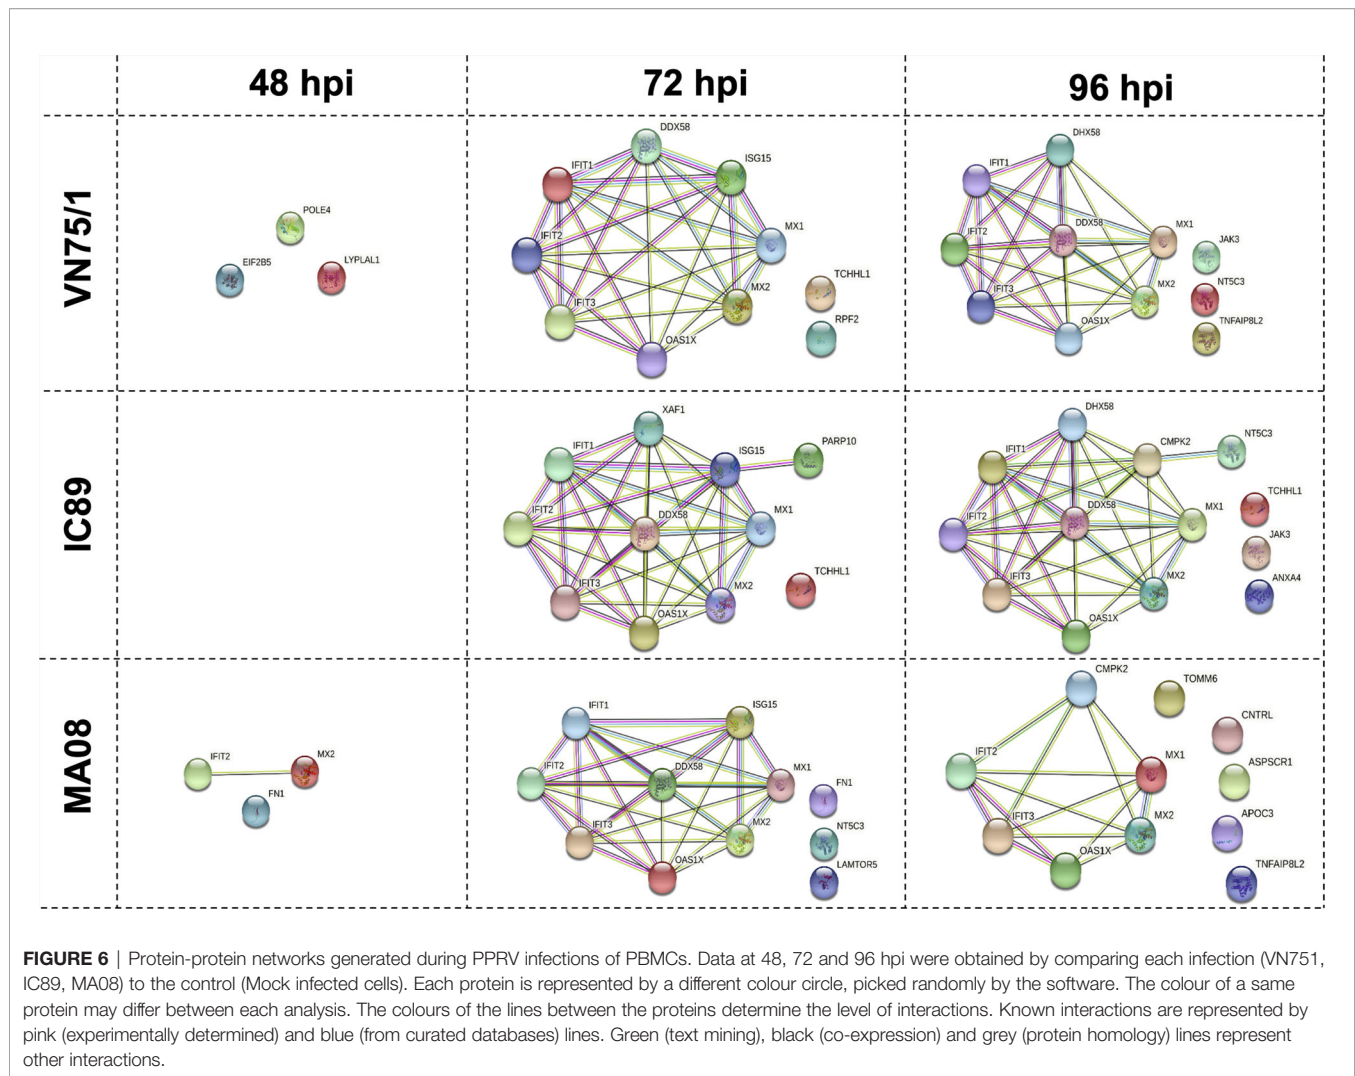 48 hpi
72 hpi
96 hpi
VN75/1
POLE4
EIF2B5
LYPLAL1
DDX58
IFIT1
ISG15
IFIT2
MX1
TCHHL1
MX2
IFIT3
RPF2
OAS1X
DHX58
IFIT1
DDX58
MX1
IFIT2
JAK3
NT5C3
IFIT3
MX2
OAS1X
TNFAIP8L2
IC89
XAF1
IFIT1
ISG15
PARP10
IFIT2
DDX58
MX1
TCHHL1
IFIT3
MX2
OAS1X
DHX58
IFIT1
CMPK2
NT5C3
TCHHL1
IFIT2
DDX58
MX1
JAK3
IFIT3
MX2
ANXA4
OAS1X
MA08
IFIT2
MX2
FN1
IFIT1
ISG15
IFIT2
DDX58
MX1
FN1
IFIT3
NT5C3
MX2
OAS1X
LAMTOR5
CMPK2
TOMM6
CNTRL
IFIT2
MX1
ASPSCR1
IFIT3
MX2
APOC3
OAS1X
TNFAIP8L2
FIGURE 6 | Protein-protein networks generated during PPRV infections of PBMCs. Data at 48, 72 and 96 hpi were obtained by comparing each infection (VN751,
IC89, MA08) to the control (Mock infected cells). Each protein is represented by a different colour circle, picked randomly by the software. The colour of a same
protein may differ between each analysis. The colours of the lines between the proteins determine the level of interactions. Known interactions are represented by
pink (experimentally determined) and blue (from curated databases) lines. Green (text mining), black (co-expression) and grey (protein homology) lines represent
other interactions.